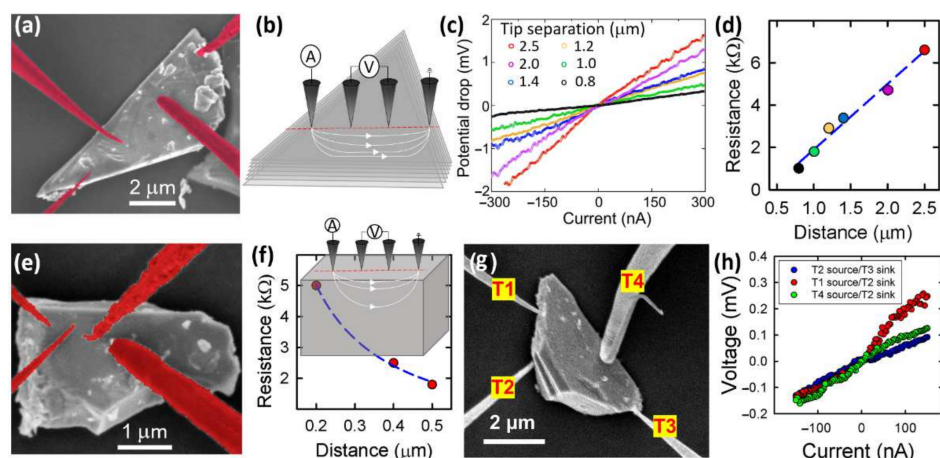 (a)
2 μm
(b)
A
V
(c)
Potential drop (mV)
Tip separation (μm)
2.5
1.2
2.0
1.0
1.4
0.8
2
1
0
-1
-2
-300
-150
0
150
300
Current (nA)
(d)
Resistance (kΩ)
8
6
4
2
0
0.5
1.0
1.5
2.0
2.5
Distance (μm)
(e)
1 μm
(f)
A
V
Resistance (kΩ)
6
5
4
3
2
0.2
0.3
0.4
0.5
Distance (μm)
(g)
T1
T2
T3
T4
2 μm
(h)
Voltage (mV)
T2 source/T3 sink
T1 source/T2 sink
T4 source/T2 sink
0.4
0.3
0.2
0.1
0.0
-0.1
-0.2
-100
0
100
Current (nA)